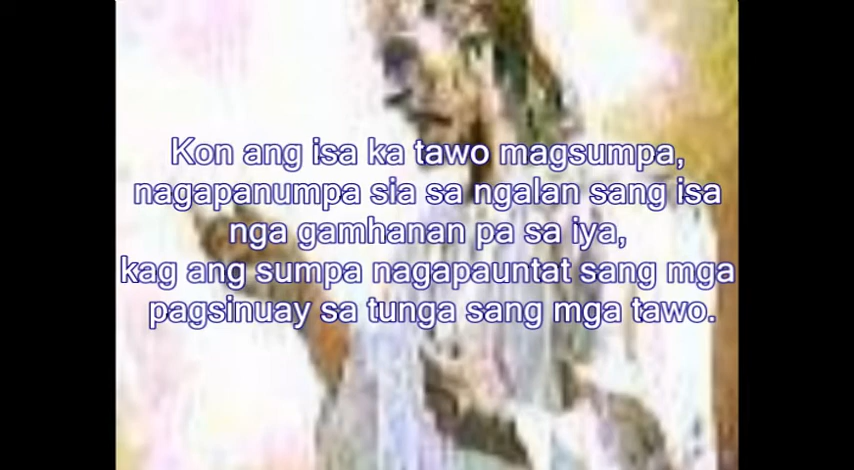 Kon ang isa ka tawo magsumpa,
nagapanumpa sia sa ngalan sang isa
nga gamhanan pa sa iya,
kag ang sumpa nagapauntat sang mga
pagsinuay sa tunga sang mga tawo.